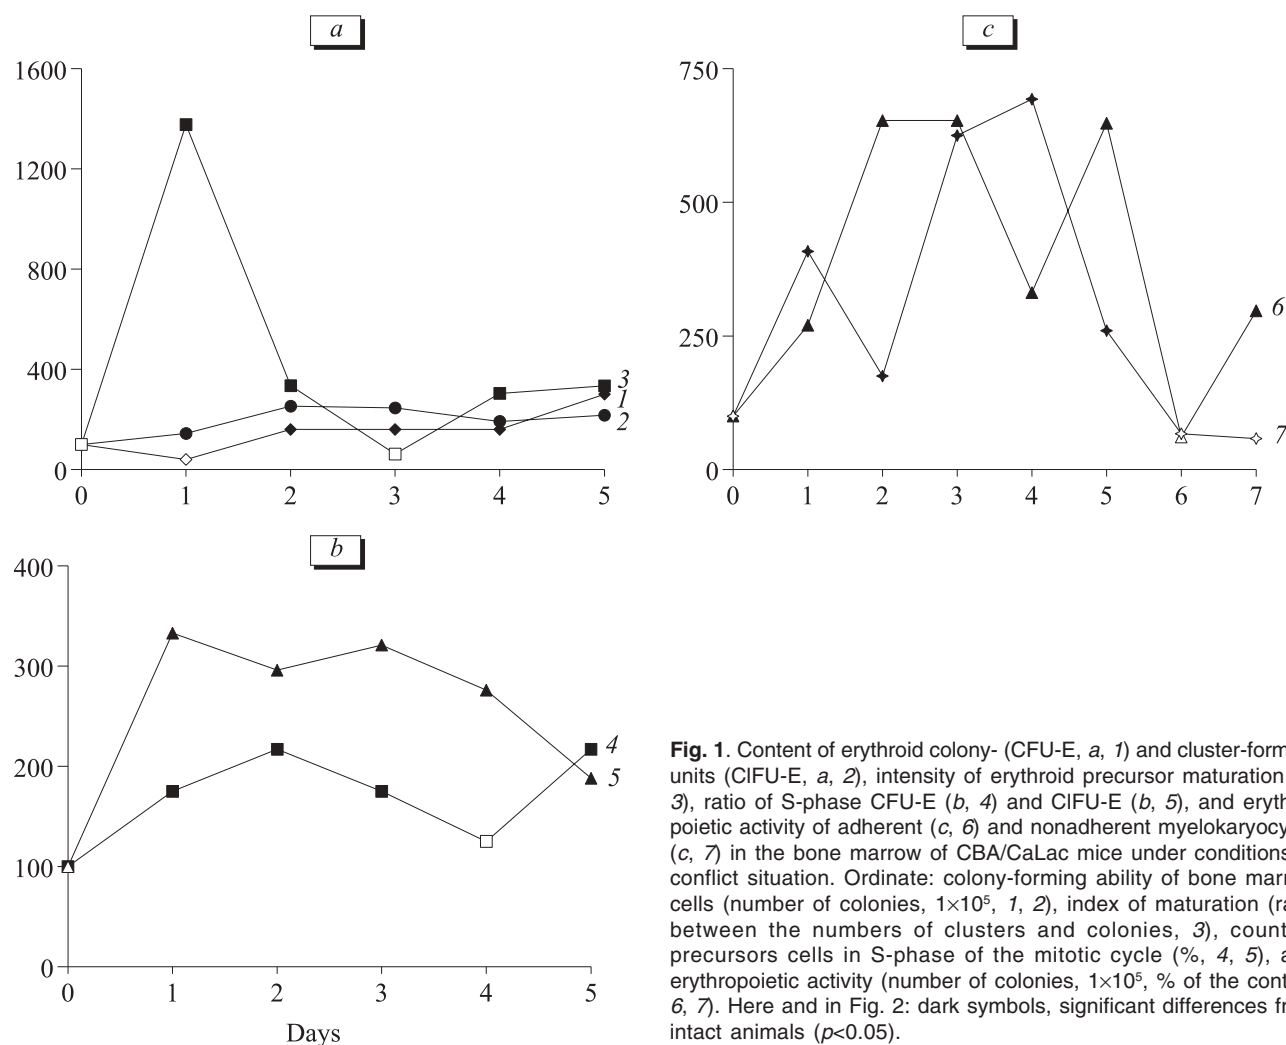 a
1600
1200
800
400
0
0 1 2 3 4 5
3
1
2
c
750
500
250
0
0 1 2 3 4 5 6 7
6
7
b
400
300
200
100
0
0 1 2 3 4 5
4
5
Days
Fig. 1. Content of erythroid colony- (CFU-E, a, 1) and cluster-form
units (ClFU-E, a, 2), intensity of erythroid precursor maturation
3), ratio of S-phase CFU-E (b, 4) and ClFU-E (b, 5), and eryth
poietic activity of adherent (c, 6) and nonadherent myelokaryocy
(c, 7) in the bone marrow of CBA/CaLac mice under conditions
conflict situation. Ordinate: colony-forming ability of bone marr
cells (number of colonies, 1×10⁵, 1, 2), index of maturation (ra
between the numbers of clusters and colonies, 3), count
precursors cells in S-phase of the mitotic cycle (%, 4, 5), a
erythropoietic activity (number of colonies, 1×10⁵, % of the cont
6, 7). Here and in Fig. 2: dark symbols, significant differences fr
intact animals (p<0.05).